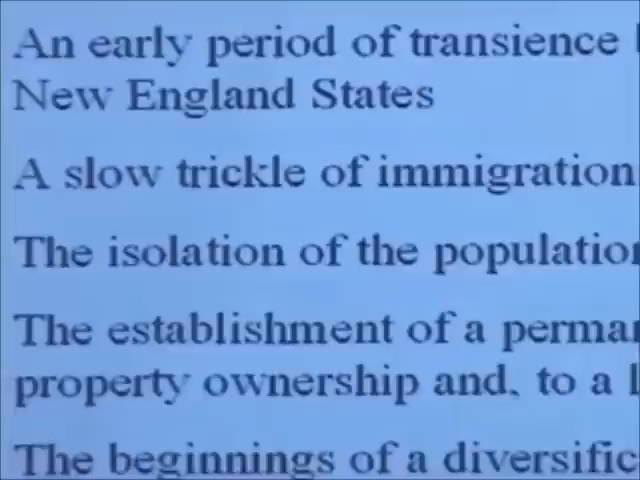 An early period of transience
New England States
A slow trickle of immigration
The isolation of the population
The establishment of a perma
property ownership and, to a l
The beginnings of a diversific